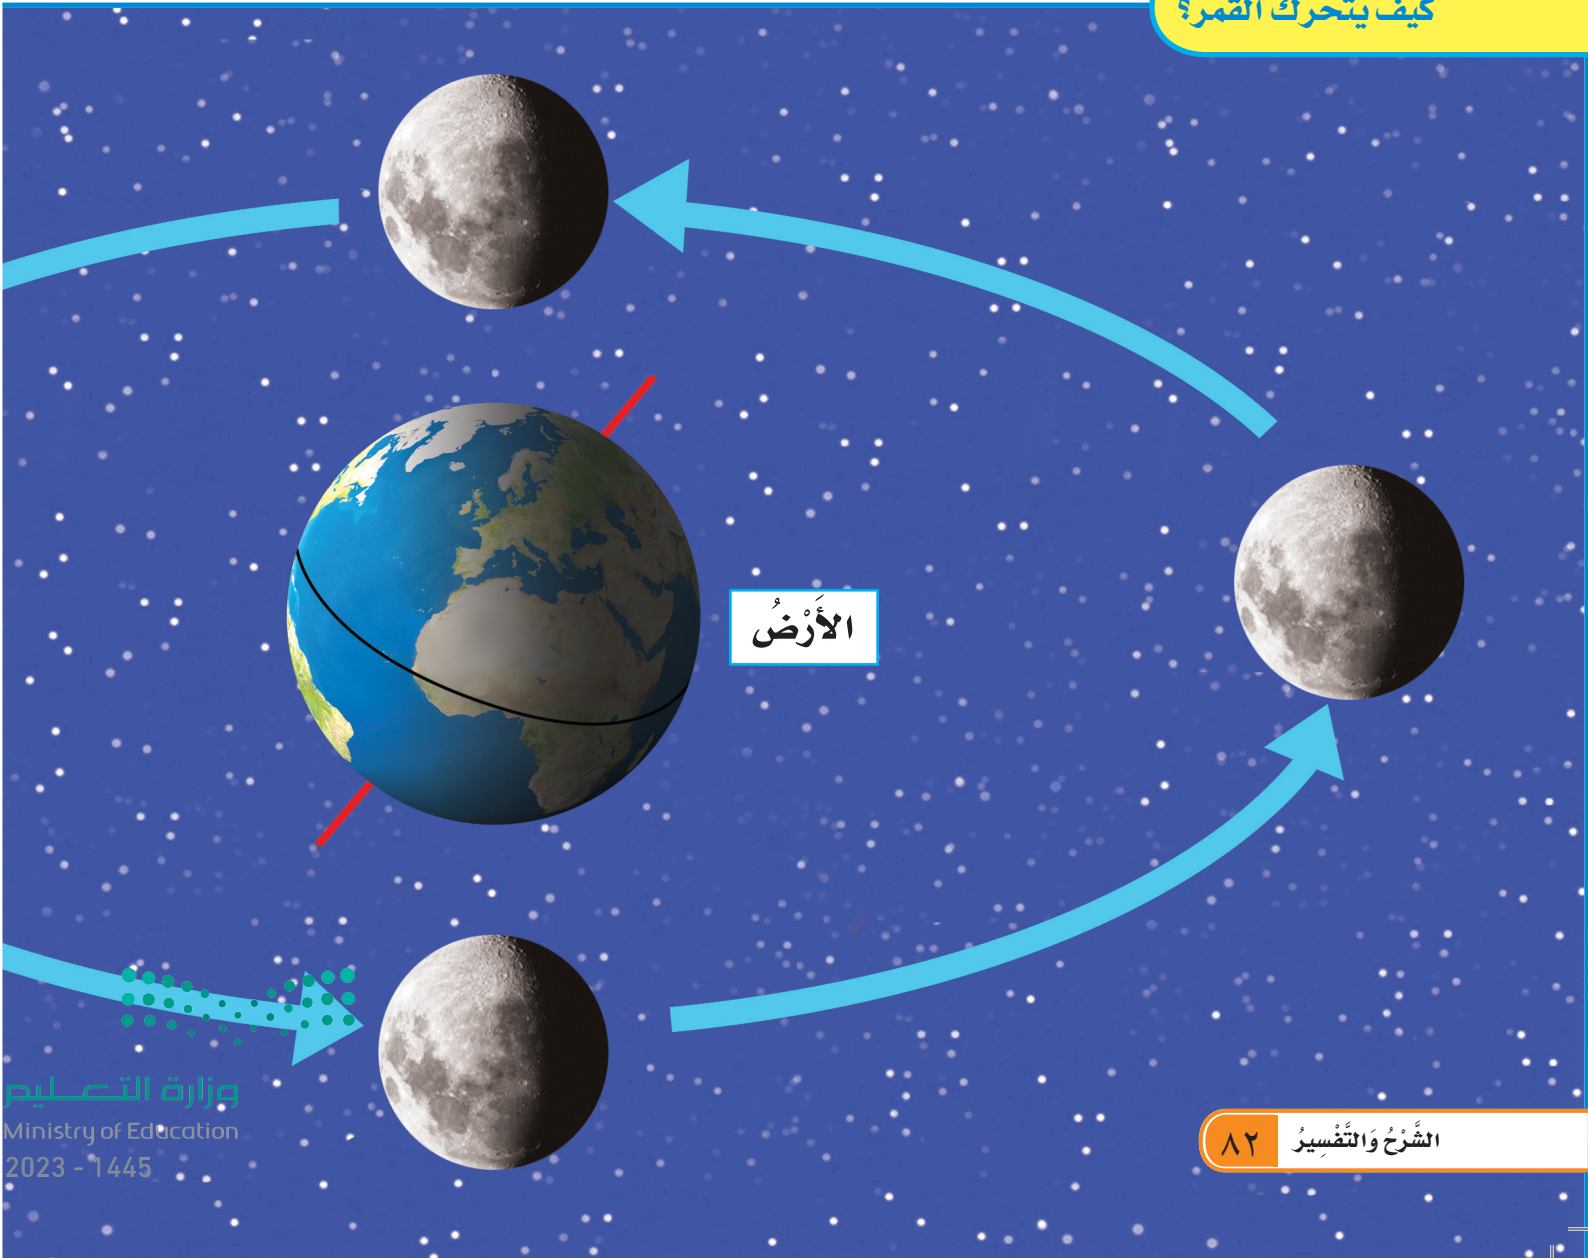 كيف يتحرك القمر؟
الأَرْضُ
وزارة التعليم
Ministry of Education
2023 - 1445
الشَّرْحُ وَالتَّفْسِيرُ ٨٢